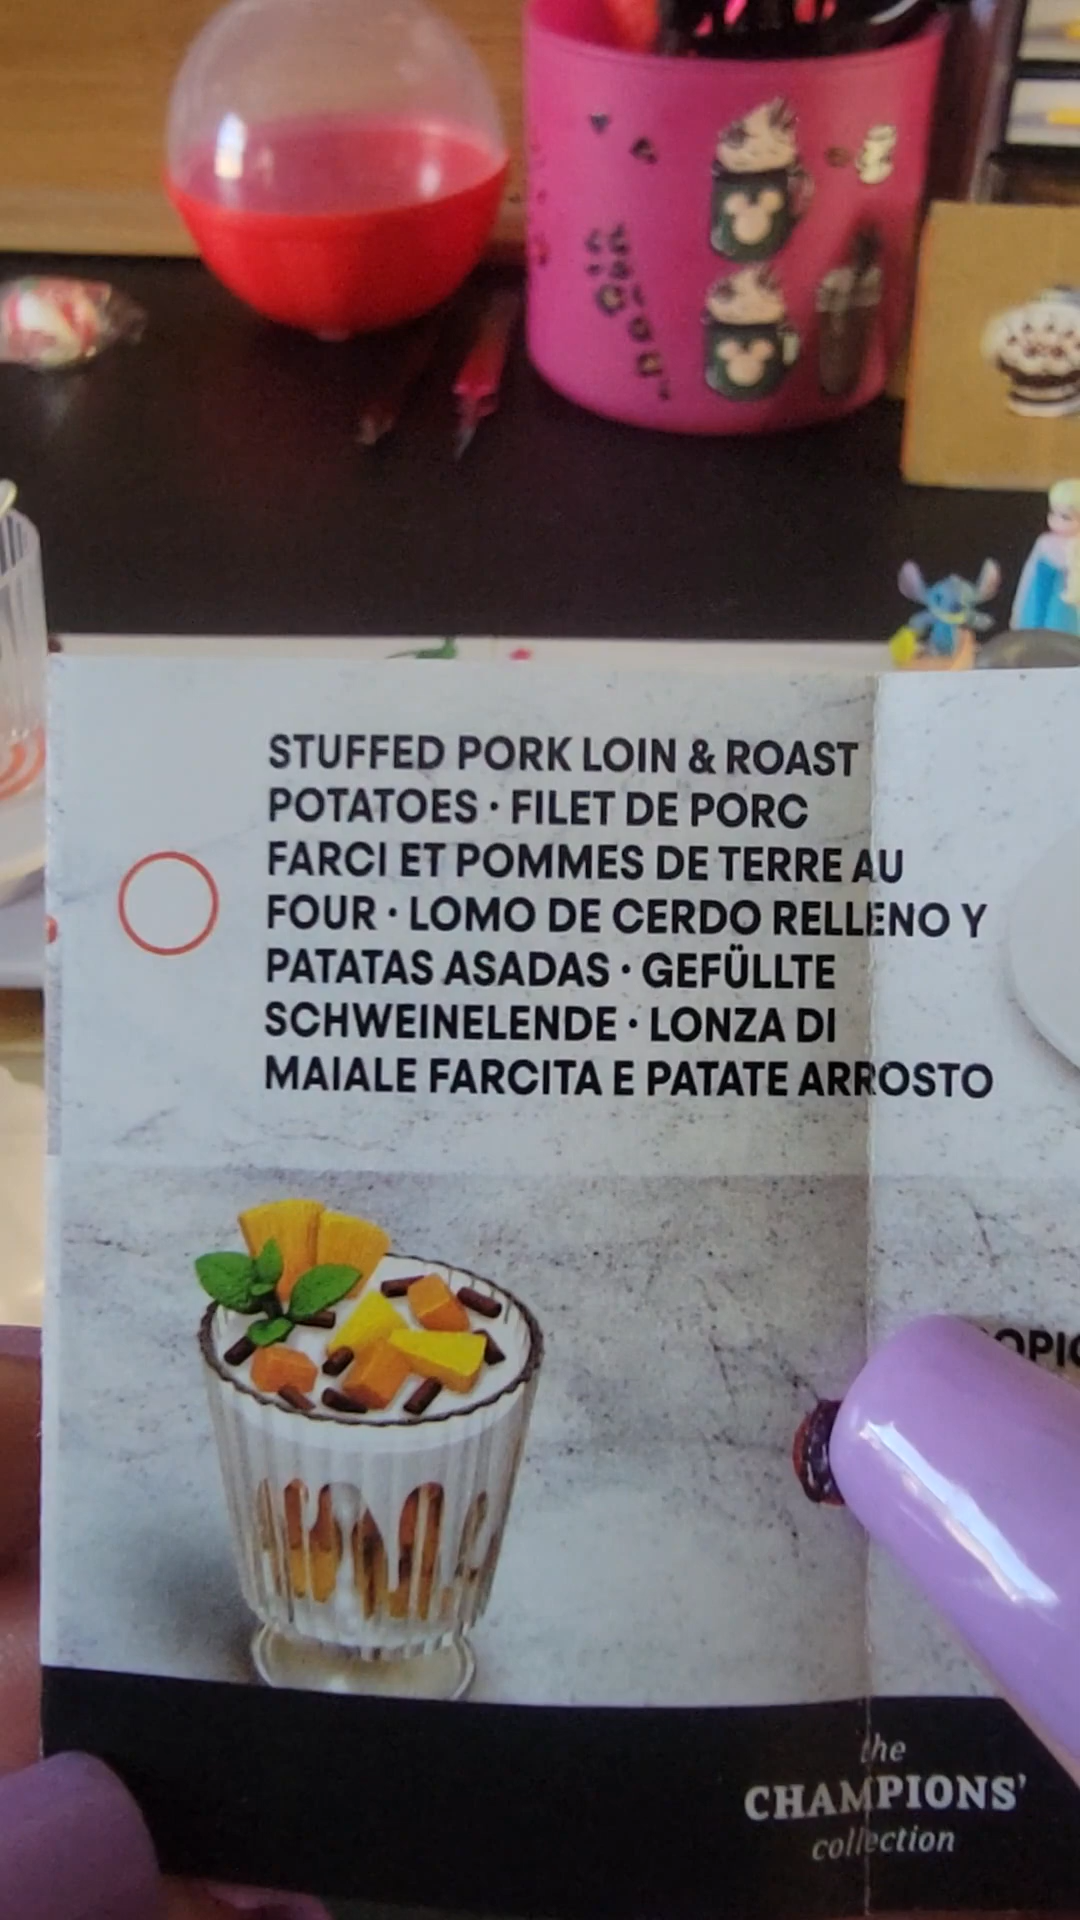 STUFFED PORK LOIN & ROAST
POTATOES · FILET DE PORC
FARCI ET POMMES DE TERRE AU
FOUR · LOMO DE CERDO RELLENO Y
PATATAS ASADAS · GEFÜLLTE
SCHWEINELENDE · LONZA DI
MAIALE FARCITA E PATATE ARROSTO
the
CHAMPIONS'
collection